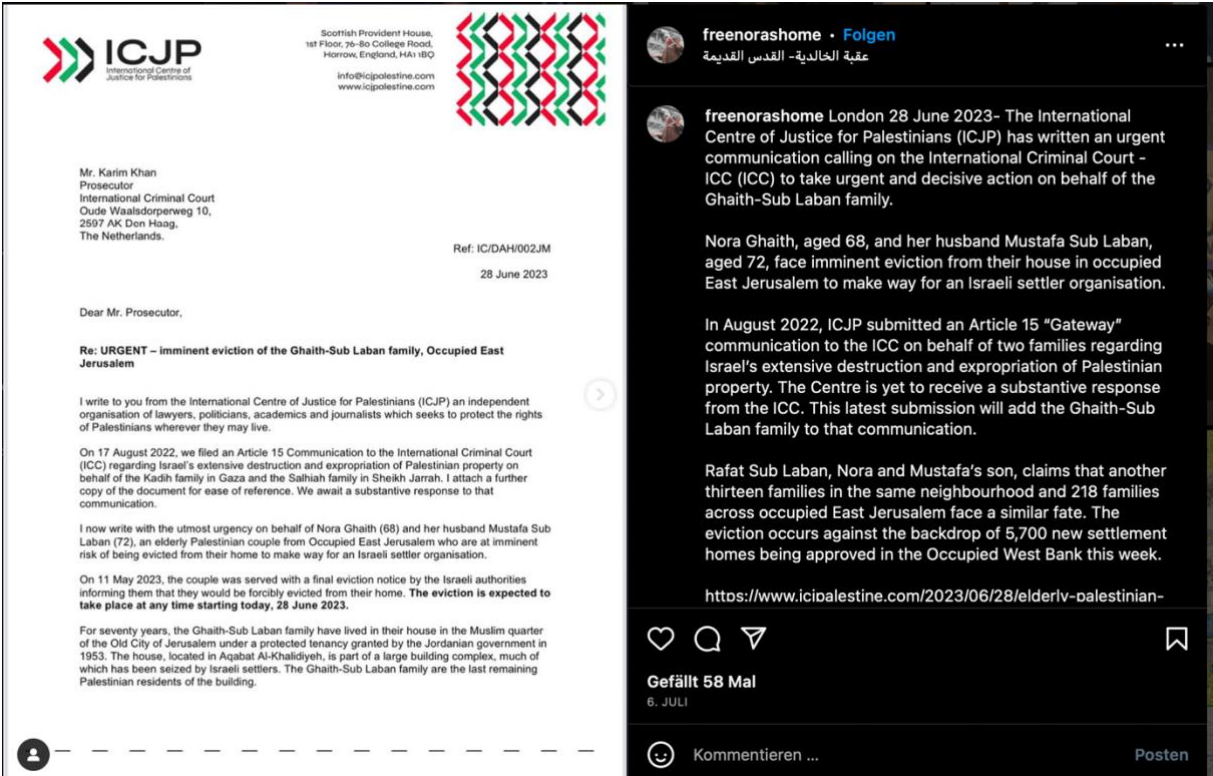 ICJP
International Centre of
Justice for Palestinians
Scottish Provident House,
1st Floor, 76-80 College Road,
Harrow, England, HA1 1BQ
info@icjpalestine.com
www.icjpalestine.com
Mr. Karim Khan
Prosecutor
International Criminal Court
Oude Waalsdorperweg 10,
2597 AK Den Haag,
The Netherlands.
Ref: IC/DAH/002JM
28 June 2023
Dear Mr. Prosecutor,
Re: URGENT – imminent eviction of the Ghaith-Sub Laban family, Occupied East
Jerusalem
I write to you from the International Centre of Justice for Palestinians (ICJP) an independent
organisation of lawyers, politicians, academics and journalists which seeks to protect the rights
of Palestinians wherever they may live.
On 17 August 2022, we filed an Article 15 Communication to the International Criminal Court
(ICC) regarding Israel's extensive destruction and expropriation of Palestinian property on
behalf of the Kadih family in Gaza and the Salhiah family in Sheikh Jarrah. I attach a further
copy of the document for ease of reference. We await a substantive response to that
communication.
I now write with the utmost urgency on behalf of Nora Ghaith (68) and her husband Mustafa Sub
Laban (72), an elderly Palestinian couple from Occupied East Jerusalem who are at imminent
risk of being evicted from their home to make way for an Israeli settler organisation.
On 11 May 2023, the couple was served with a final eviction notice by the Israeli authorities
informing them that they would be forcibly evicted from their home. The eviction is expected to
take place at any time starting today, 28 June 2023.
For seventy years, the Ghaith-Sub Laban family have lived in their house in the Muslim quarter
of the Old City of Jerusalem under a protected tenancy granted by the Jordanian government in
1953. The house, located in Aqabat Al-Khalidiyeh, is part of a large building complex, much of
which has been seized by Israeli settlers. The Ghaith-Sub Laban family are the last remaining
Palestinian residents of the building.
freenorashome • Folgen
عقبة الخالدية- القدس القديمة
freenorashome London 28 June 2023- The International
Centre of Justice for Palestinians (ICJP) has written an urgent
communication calling on the International Criminal Court -
ICC (ICC) to take urgent and decisive action on behalf of the
Ghaith-Sub Laban family.
Nora Ghaith, aged 68, and her husband Mustafa Sub Laban,
aged 72, face imminent eviction from their house in occupied
East Jerusalem to make way for an Israeli settler organisation.
In August 2022, ICJP submitted an Article 15 “Gateway”
communication to the ICC on behalf of two families regarding
Israel's extensive destruction and expropriation of Palestinian
property. The Centre is yet to receive a substantive response
from the ICC. This latest submission will add the Ghaith-Sub
Laban family to that communication.
Rafat Sub Laban, Nora and Mustafa's son, claims that another
thirteen families in the same neighbourhood and 218 families
across occupied East Jerusalem face a similar fate. The
eviction occurs against the backdrop of 5,700 new settlement
homes being approved in the Occupied West Bank this week.
https://www.icjpalestine.com/2023/06/28/elderly-palestinian-
Gefällt 58 Mal
6. JULI
Kommentieren ...
Posten